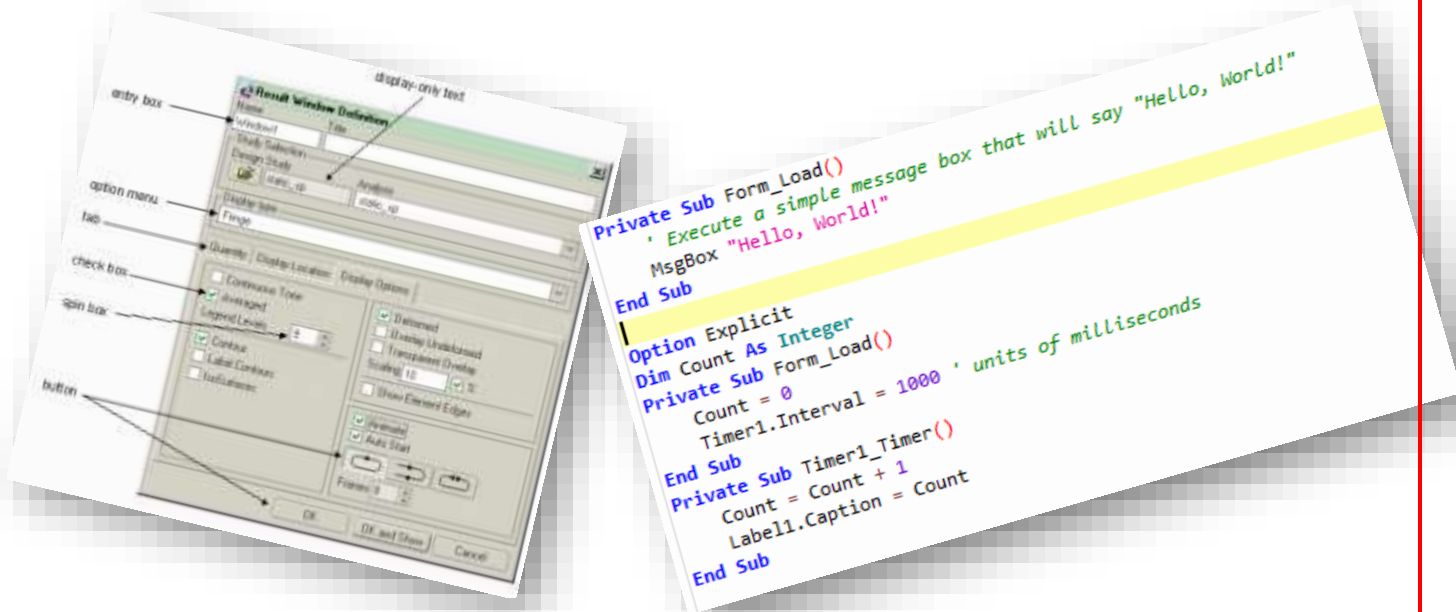 display-only text
entry box
Result Window Definition
Name
Title
Window1
Study Selection
Design Study
Analysis
static_sp
static_sp
option menu
Display type
Fringe
tab
Quantity Display Location Display Options
check box
Continuous Tone
Averaged
spin box
Legend Levels
Contour
Label Contours
IsoSurfaces
Deformed
Overlay Undeformed
Transparent Overlay
Scaling 10 %
Show Element Edges
button
Animate
Auto Start
Frames 8
OK
OK and Show
Cancel
Private Sub Form_Load()
' Execute a simple message box that will say "Hello, World!"
MsgBox "Hello, World!"
End Sub
Option Explicit
Dim Count As Integer
Private Sub Form_Load()
Count = 0
Timer1.Interval = 1000 ' units of milliseconds
End Sub
Private Sub Timer1_Timer()
Count = Count + 1
Label1.Caption = Count
End Sub